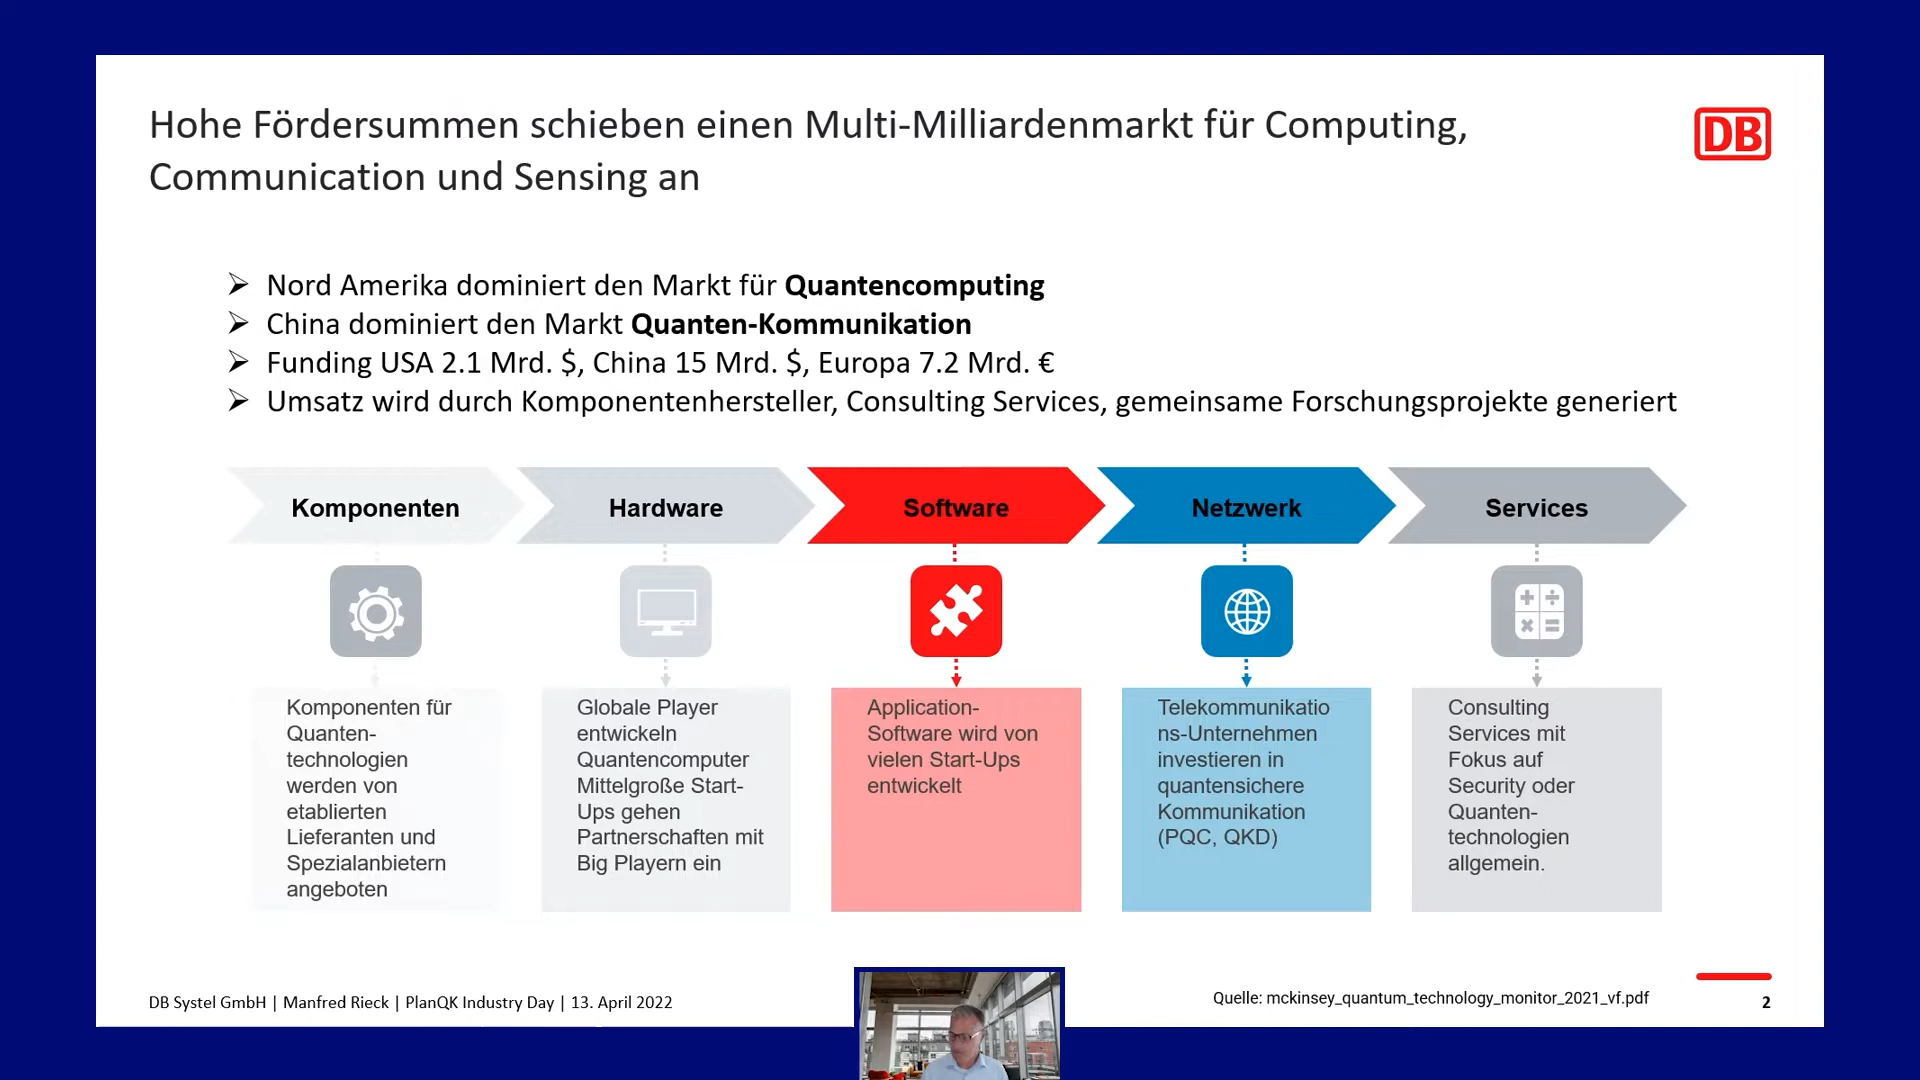 Hohe Fördersummen schieben einen Multi-Milliardenmarkt für Computing,
Communication und Sensing an
DB
➢ Nord Amerika dominiert den Markt für Quantencomputing
➢ China dominiert den Markt Quanten-Kommunikation
➢ Funding USA 2.1 Mrd. $, China 15 Mrd. $, Europa 7.2 Mrd. €
➢ Umsatz wird durch Komponentenhersteller, Consulting Services, gemeinsame Forschungsprojekte generiert
Komponenten
Komponenten für
Quanten-
technologien
werden von
etablierten
Lieferanten und
Spezialanbietern
angeboten
Hardware
Globale Player
entwickeln
Quantencomputer
Mittelgroße Start-
Ups gehen
Partnerschaften mit
Big Playern ein
Software
Application-
Software wird von
vielen Start-Ups
entwickelt
Netzwerk
Telekommunikatio
ns-Unternehmen
investieren in
quantensichere
Kommunikation
(PQC, QKD)
Services
Consulting
Services mit
Fokus auf
Security oder
Quanten-
technologien
allgemein.
DB Systel GmbH | Manfred Rieck | PlanQK Industry Day | 13. April 2022
Quelle: mckinsey_quantum_technology_monitor_2021_vf.pdf
2